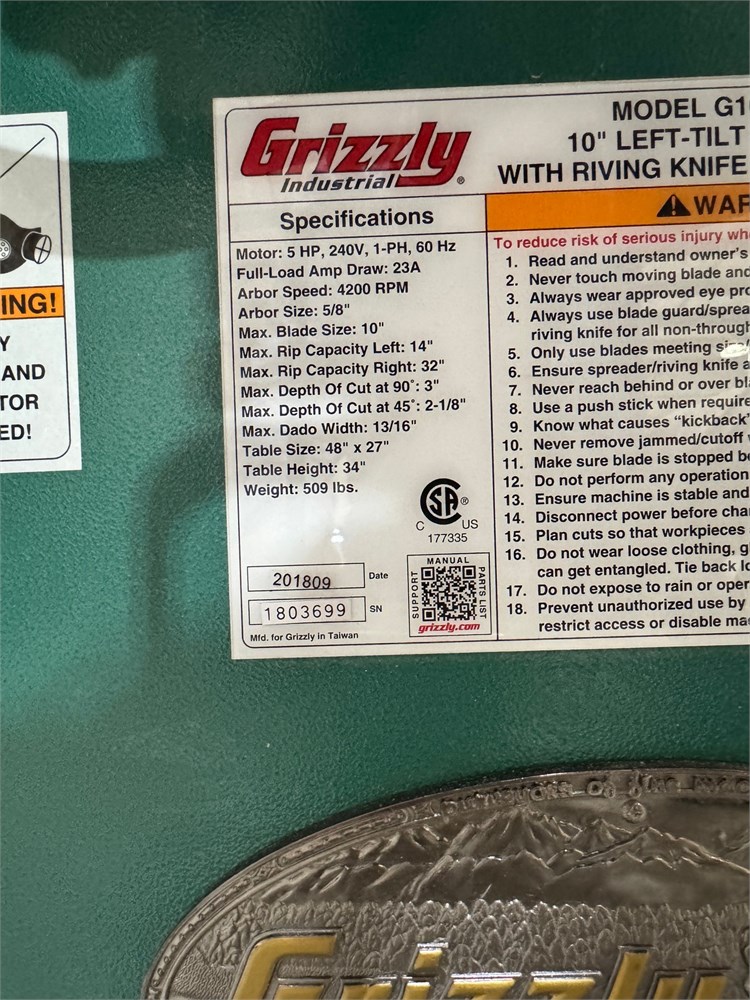 ING!
Y
AND
TOR
ED!
Grizzly
Industrial®
MODEL G1
10" LEFT-TILT
WITH RIVING KNIFE
Specifications
Motor: 5 HP, 240V, 1-PH, 60 Hz
Full-Load Amp Draw: 23A
Arbor Speed: 4200 RPM
Arbor Size: 5/8"
Max. Blade Size: 10"
Max. Rip Capacity Left: 14"
Max. Rip Capacity Right: 32"
Max. Depth Of Cut at 90°: 3"
Max. Depth Of Cut at 45°: 2-1/8"
Max. Dado Width: 13/16"
Table Size: 48" x 27"
Table Height: 34"
Weight: 509 lbs.
SA®
C US
177335
201809 Date
1803699 SN
Mfd. for Grizzly in Taiwan
MANUAL
SUPPORT
PARTS LIST
grizzly.com
WAR
To reduce risk of serious injury whe
1. Read and understand owner's
2. Never touch moving blade and
3. Always wear approved eye pro
4. Always use blade guard/sprea
riving knife for all non-through
5. Only use blades meeting size/
6. Ensure spreader/riving knife a
7. Never reach behind or over bla
8. Use a push stick when require
9. Know what causes "kickback"
10. Never remove jammed/cutoff
11. Make sure blade is stopped be
12. Do not perform any operation
13. Ensure machine is stable and
14. Disconnect power before cha
15. Plan cuts so that workpieces
16. Do not wear loose clothing, g
can get entangled. Tie back lo
17. Do not expose to rain or oper
18. Prevent unauthorized use by
restrict access or disable ma
Grizzly